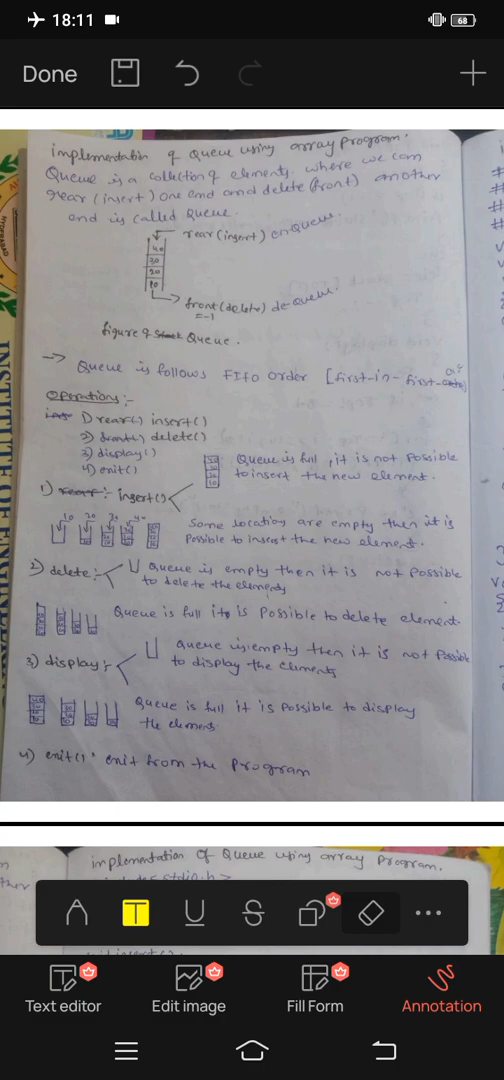 18:11
68
Done
implementation of Queue using array program.
Queue is a collection of elements where we can
rear (insert) one end and delete (front) another
end is called Queue.
rear (insert) enQueue.
40
30
20
10
front (delete) deQueue.
=-1
figure of Stack Queue.
-> Queue is follows FIFO order [first-in-first-out
Operations:-
1) rear() insert()
2) front() delete()
3) display()
4) exit()
Queue is full, it is not possible
to insert the new element.
1) rear:- insert()
10 20 30 40
Some location are empty then it is
Possible to insert the new element.
2) delete:- Queue is empty then it is not possible
to delete the elements
Queue is full it is possible to delete element
Queue is empty then it is not possible
3) display:- to display the elements
Queue is full it is possible to display
the element
4) exit() exit from the program
implementation of Queue using array program.
stdio.h>
insert()
T
U
S
Text editor
Edit image
Fill Form
Annotation